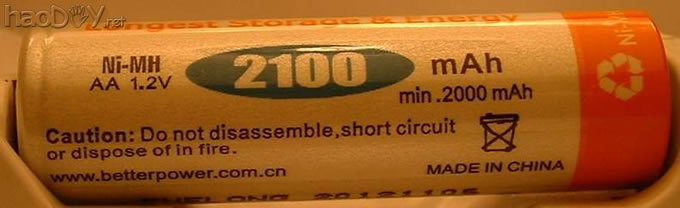 haoDIY.net
Longest Storage & Energy
Ni-MH
AA 1.2V
2100 mAh
min.2000 mAh
Caution: Do not disassemble,short circuit
or dispose of in fire.
www.betterpower.com.cn
MADE IN CHINA
Ni-